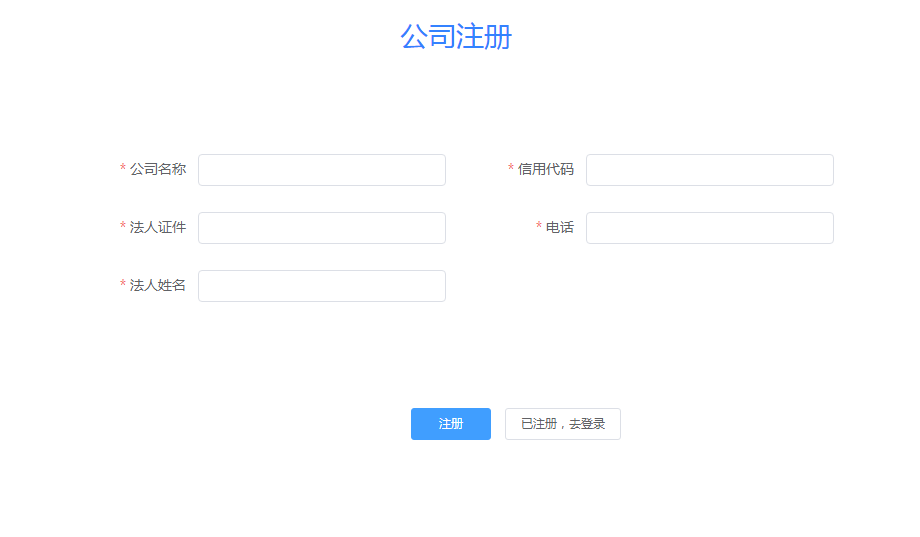 公司注册
* 公司名称
* 信用代码
* 法人证件
* 电话
* 法人姓名
注册
已注册，去登录